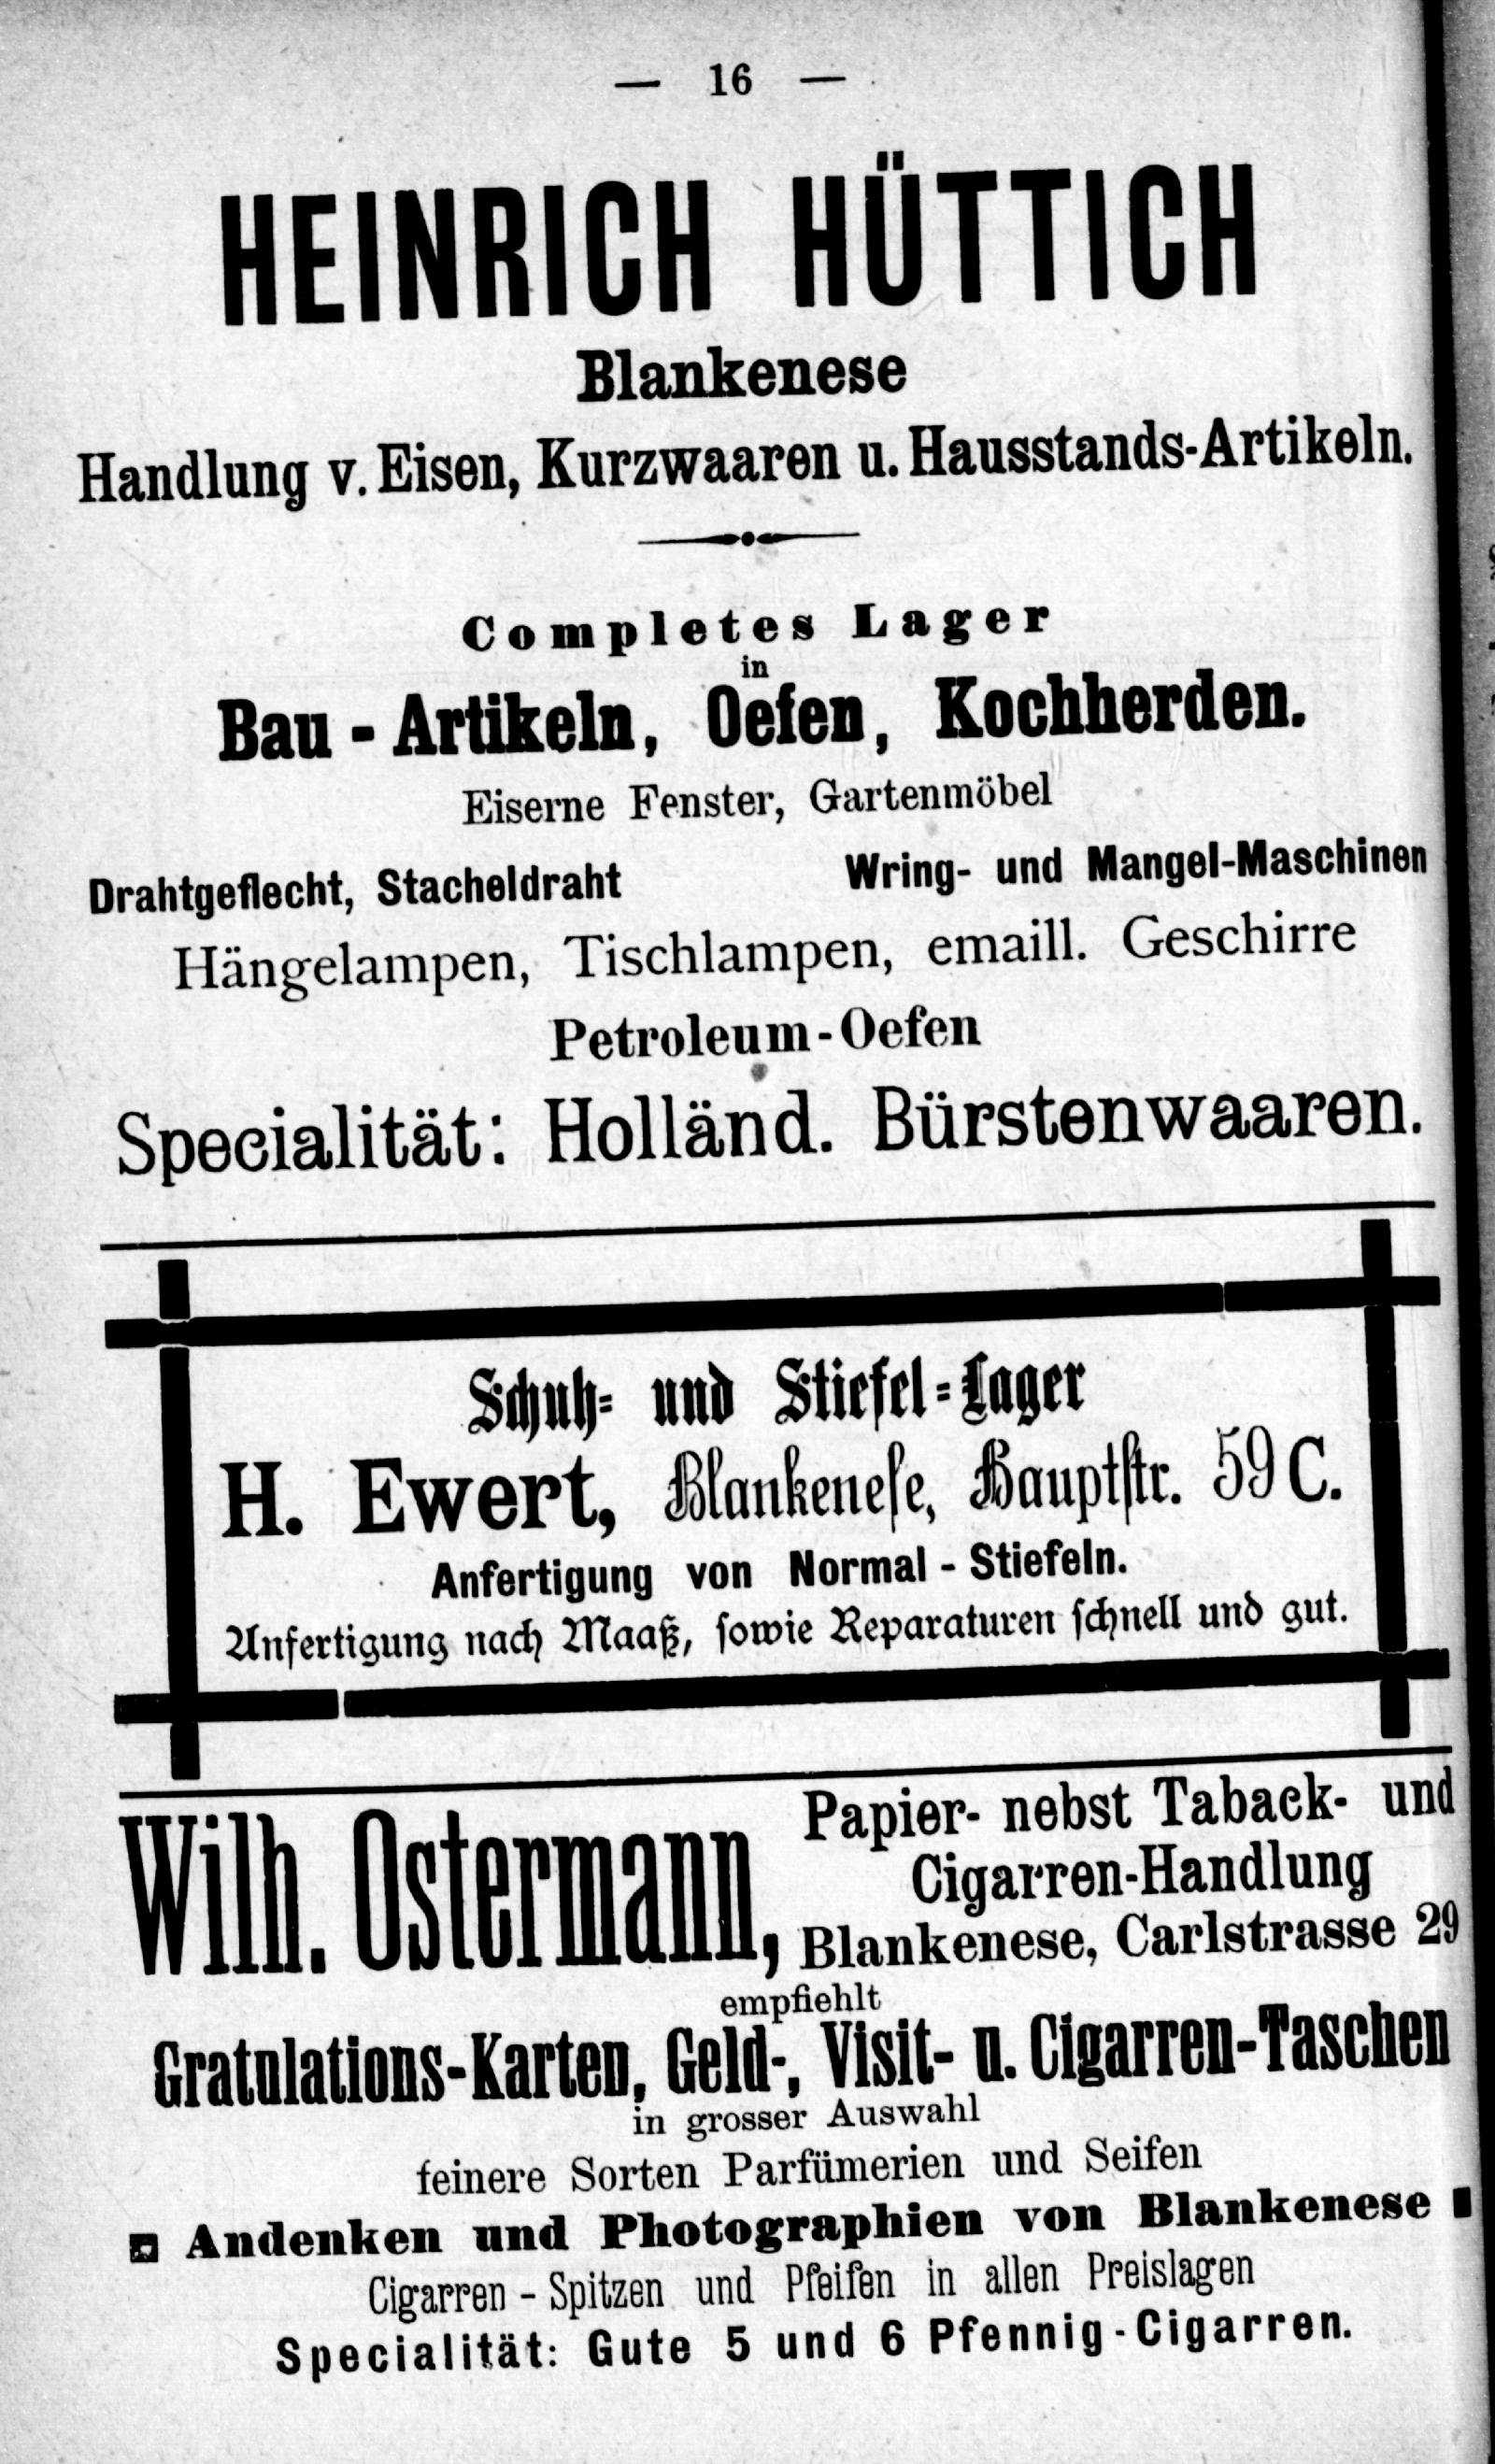 — 16 —
HEINRICH HÜTTICH
Blankenese
Handlung v. Eisen, Kurzwaaren u. Hausstands-Artikeln.
Completes Lager
in
Bau - Artikeln, Oefen, Kochherden.
Eiserne Fenster, Gartenmöbel
Drahtgeflecht, Stacheldraht Wring- und Mangel-Maschinen
Hängelampen, Tischlampen, emaill. Geschirre
Petroleum-Oefen
Specialität: Holländ. Bürstenwaaren.
Schuh- und Stiefel-Lager
H. Ewert, Blankenese, Hauptstr. 59 C.
Anfertigung von Normal - Stiefeln.
Anfertigung nach Maaß, sowie Reparaturen schnell und gut.
Wilh. Ostermann,
Papier- nebst Taback- und
Cigarren-Handlung
Blankenese, Carlstrasse 29
empfiehlt
Gratulations-Karten, Geld-, Visit- u. Cigarren-Taschen
in grosser Auswahl
feinere Sorten Parfümerien und Seifen
Andenken und Photographien von Blankenese
Cigarren - Spitzen und Pfeifen in allen Preislagen
Specialität: Gute 5 und 6 Pfennig-Cigarren.